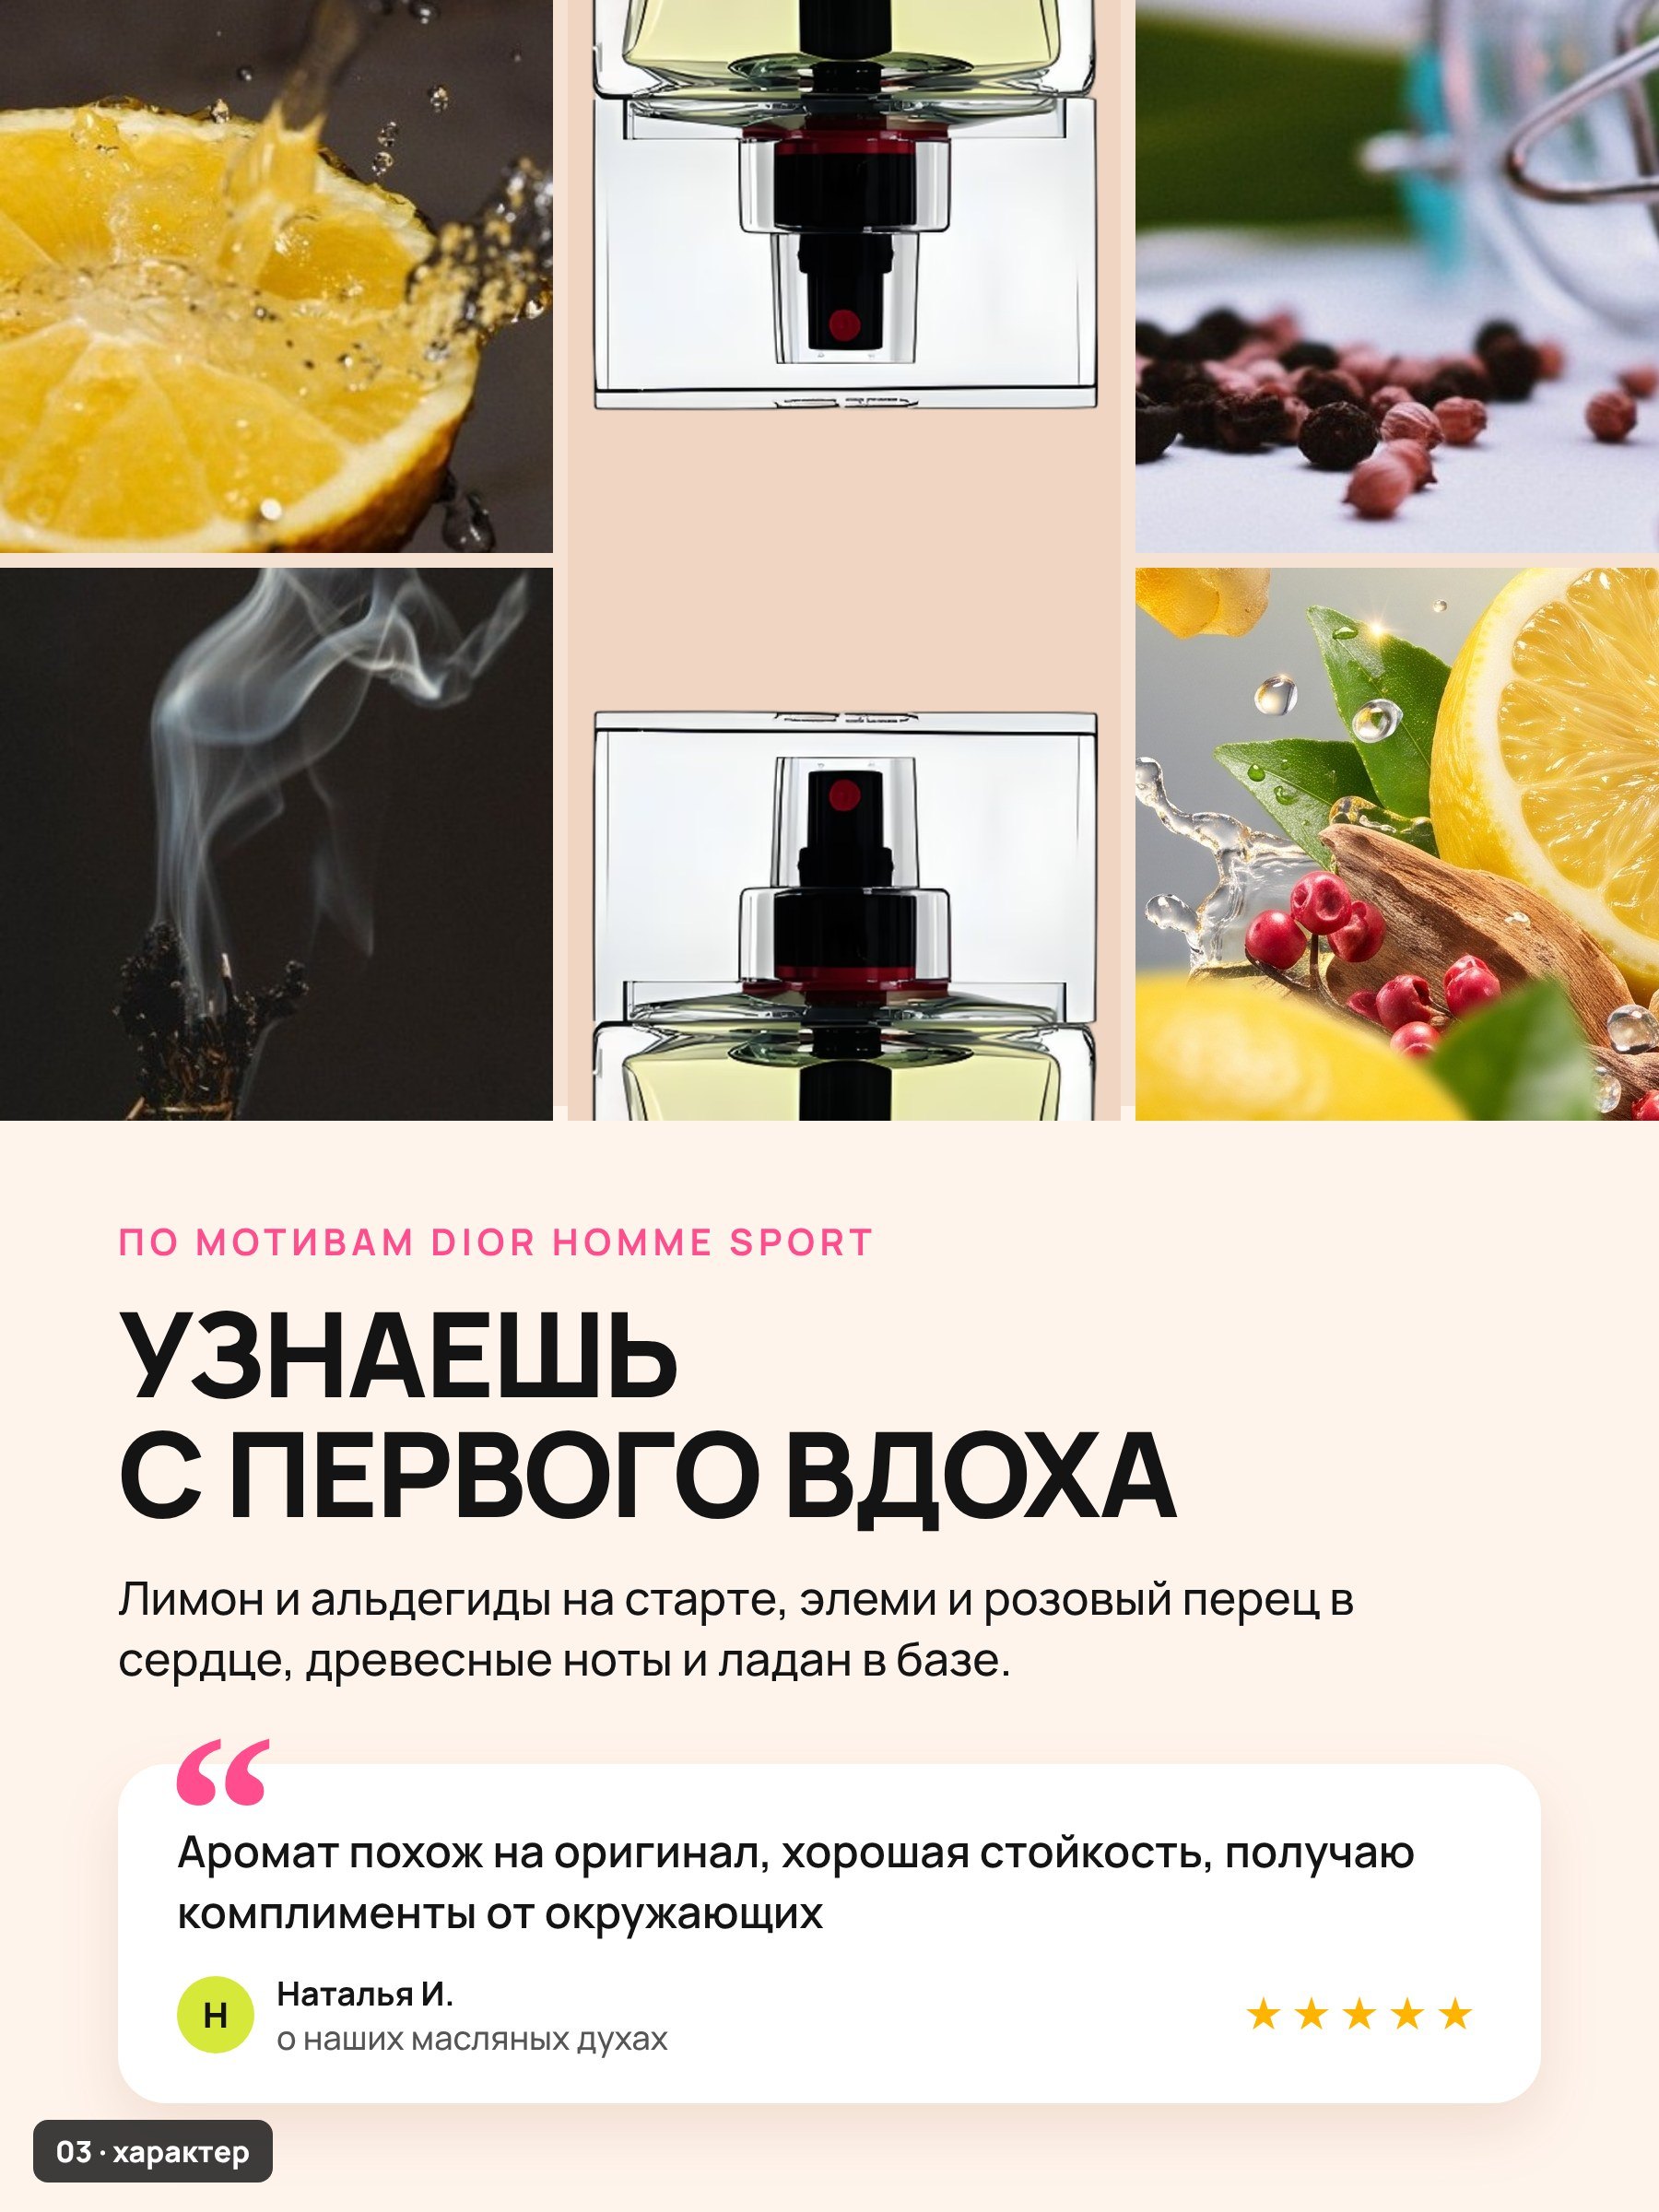 ПО МОТИВАМ DIOR HOMME SPORT
УЗНАЕШЬ
С ПЕРВОГО ВДОХА
Лимон и альдегиды на старте, элеми и розовый перец в
сердце, древесные ноты и ладан в базе.
“
Аромат похож на оригинал, хорошая стойкость, получаю
комплименты от окружающих
Н
Наталья И.
о наших масляных духах
★★★★★
03 · характер